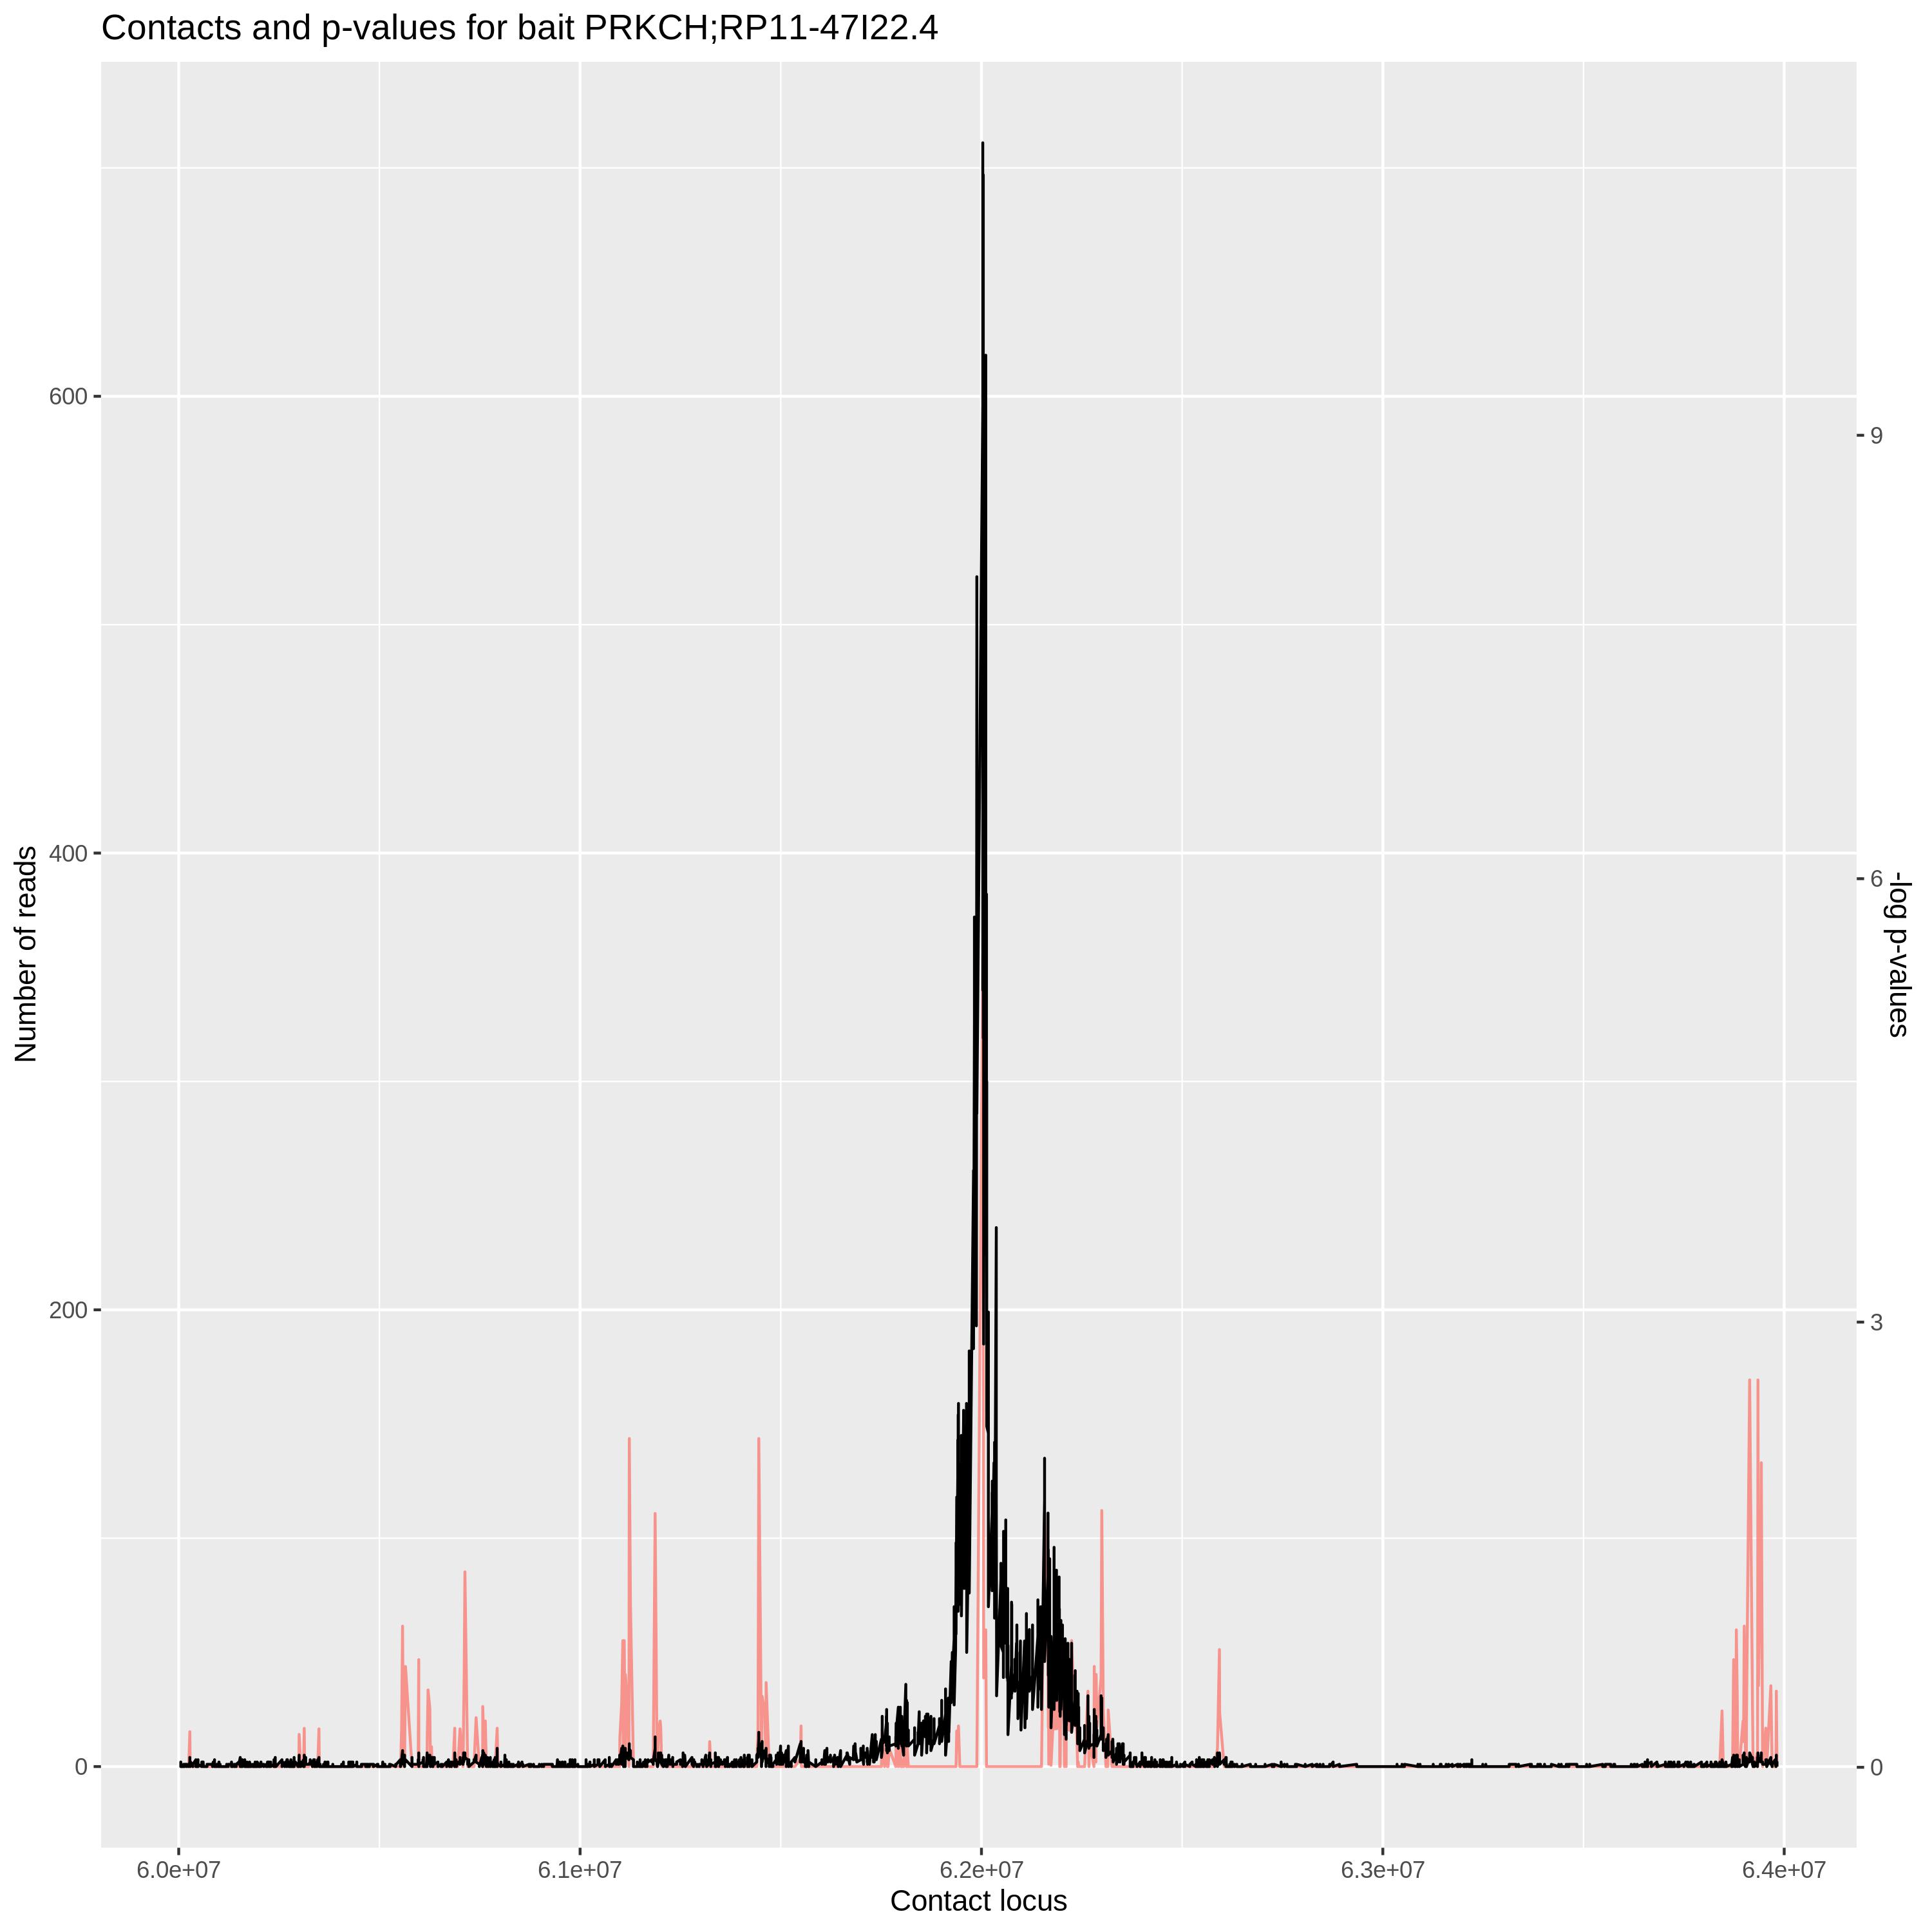 Contacts and p-values for bait PRKCH;RP11-47I22.4
Number of reads
600
400
200
0
9
6
3
0
-log p-values
6.0e+07
6.1e+07
6.2e+07
6.3e+07
6.4e+07
Contact locus